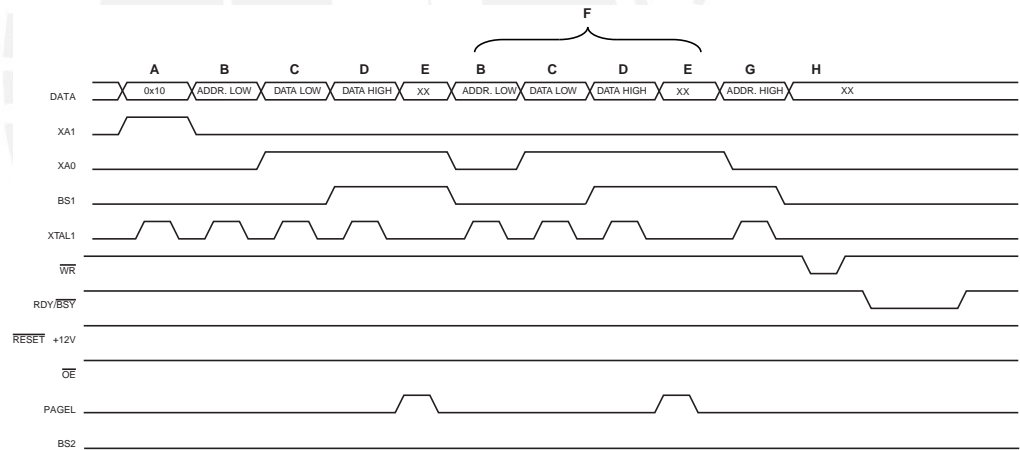 F
A B C D E B C D E G H
DATA 0x10 ADDR. LOW DATA LOW DATA HIGH XX ADDR. LOW DATA LOW DATA HIGH XX ADDR. HIGH XX
XA1
XA0
BS1
XTAL1
WR
RDY/BSY
RESET +12V
OE
PAGEL
BS2